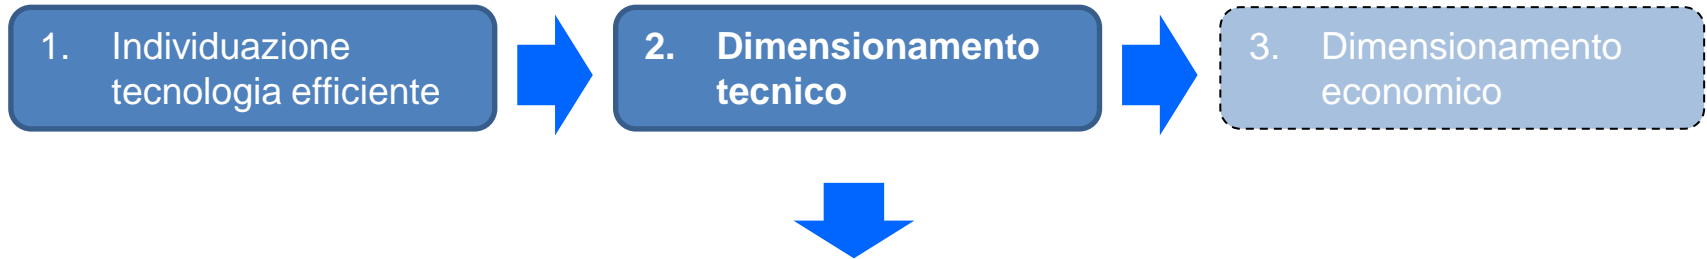 1. Individuazione
tecnologia efficiente
2. Dimensionamento
tecnico
3. Dimensionamento
economico